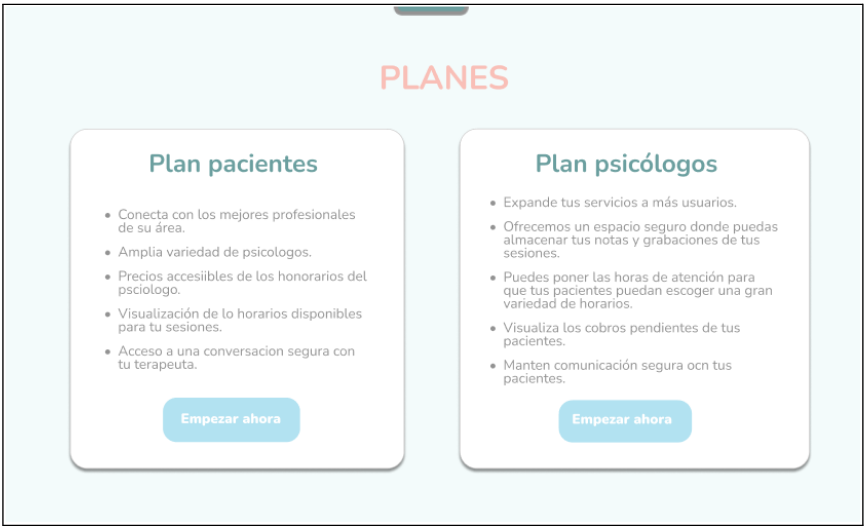 PLANES
Plan pacientes
• Conecta con los mejores profesionales
de su área.
• Amplia variedad de psicologos.
• Precios accesiibles de los honorarios del
psciologo.
• Visualización de lo horarios disponibles
para tu sesiones.
• Acceso a una conversacion segura con
tu terapeuta.
Empezar ahora
Plan psicólogos
• Expande tus servicios a más usuarios.
• Ofrecemos un espacio seguro donde puedas
almacenar tus notas y grabaciones de tus
sesiones.
• Puedes poner las horas de atención para
que tus pacientes puedan escoger una gran
variedad de horarios.
• Visualiza los cobros pendientes de tus
pacientes.
• Manten comunicación segura ocn tus
pacientes.
Empezar ahora